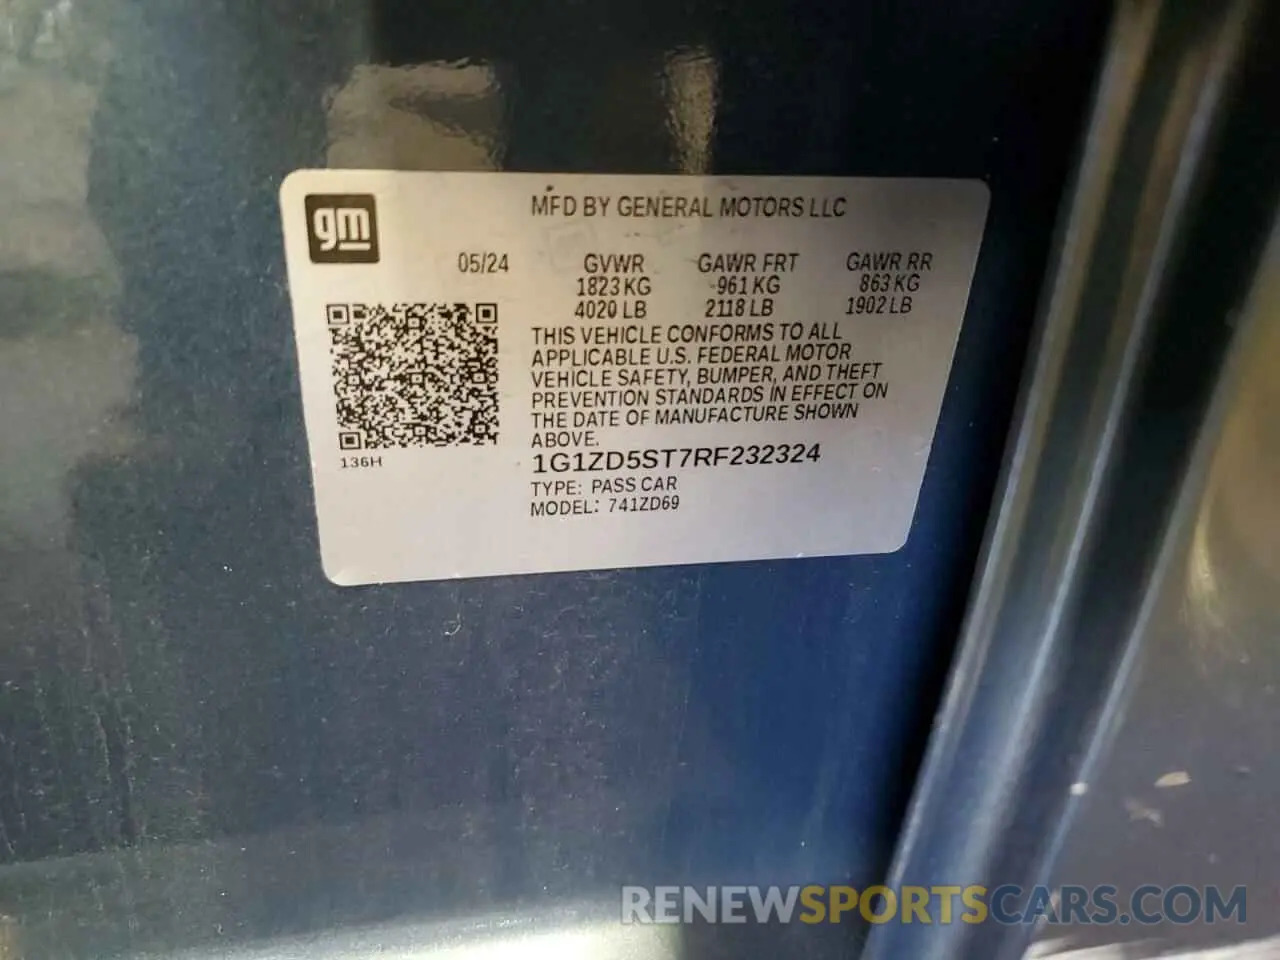 gm
MFD BY GENERAL MOTORS LLC
05/24 GVWR GAWR FRT GAWR RR
1823 KG 961 KG 863 KG
4020 LB 2118 LB 1902 LB
THIS VEHICLE CONFORMS TO ALL
APPLICABLE U.S. FEDERAL MOTOR
VEHICLE SAFETY, BUMPER, AND THEFT
PREVENTION STANDARDS IN EFFECT ON
THE DATE OF MANUFACTURE SHOWN
ABOVE.
136H
1G1ZD5ST7RF232324
TYPE: PASS CAR
MODEL: 741ZD69
RENEWSPORTSCARS.COM